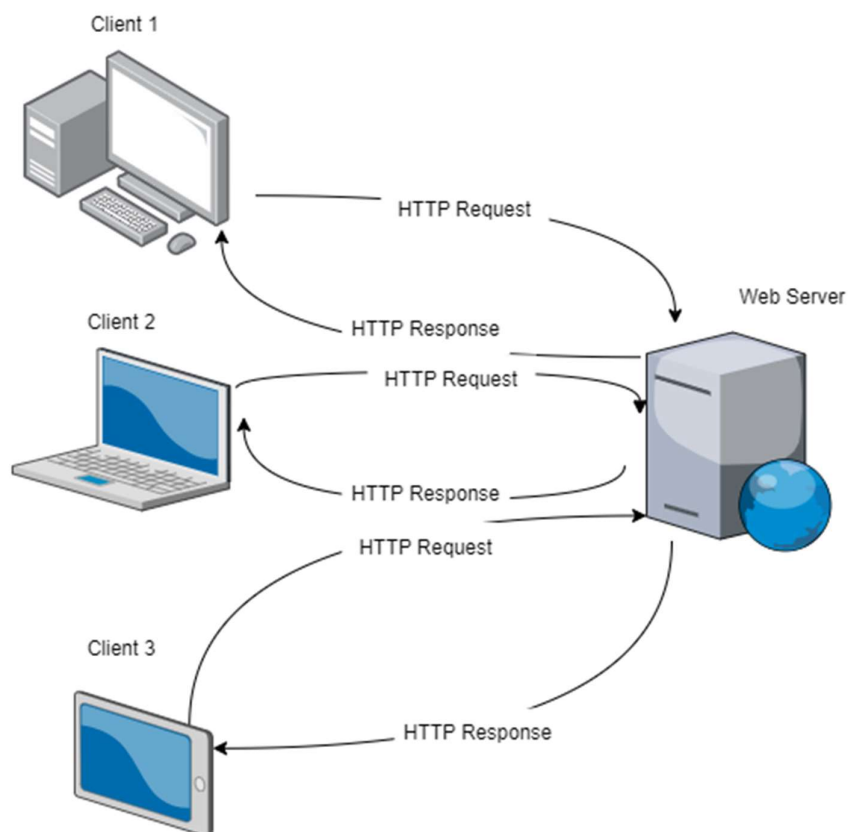 Client 1
HTTP Request
Web Server
Client 2
HTTP Response
HTTP Request
HTTP Response
HTTP Request
Client 3
HTTP Response